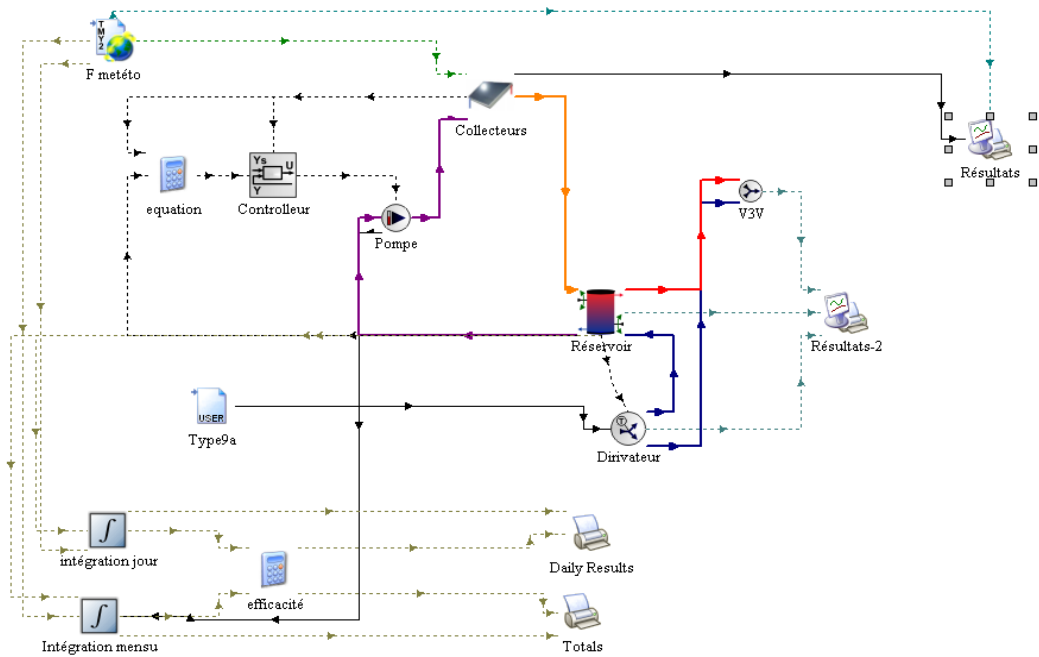 TMY2
F metéto
Collecteurs
Résultats
equation
Ys
U
Y
Controlleur
Pompe
V3V
Réservoir
Résultats-2
USER
Type9a
T
Dirivateur
∫
intégration jour
Daily Results
efficacité
∫
Intégration mensu
Totals